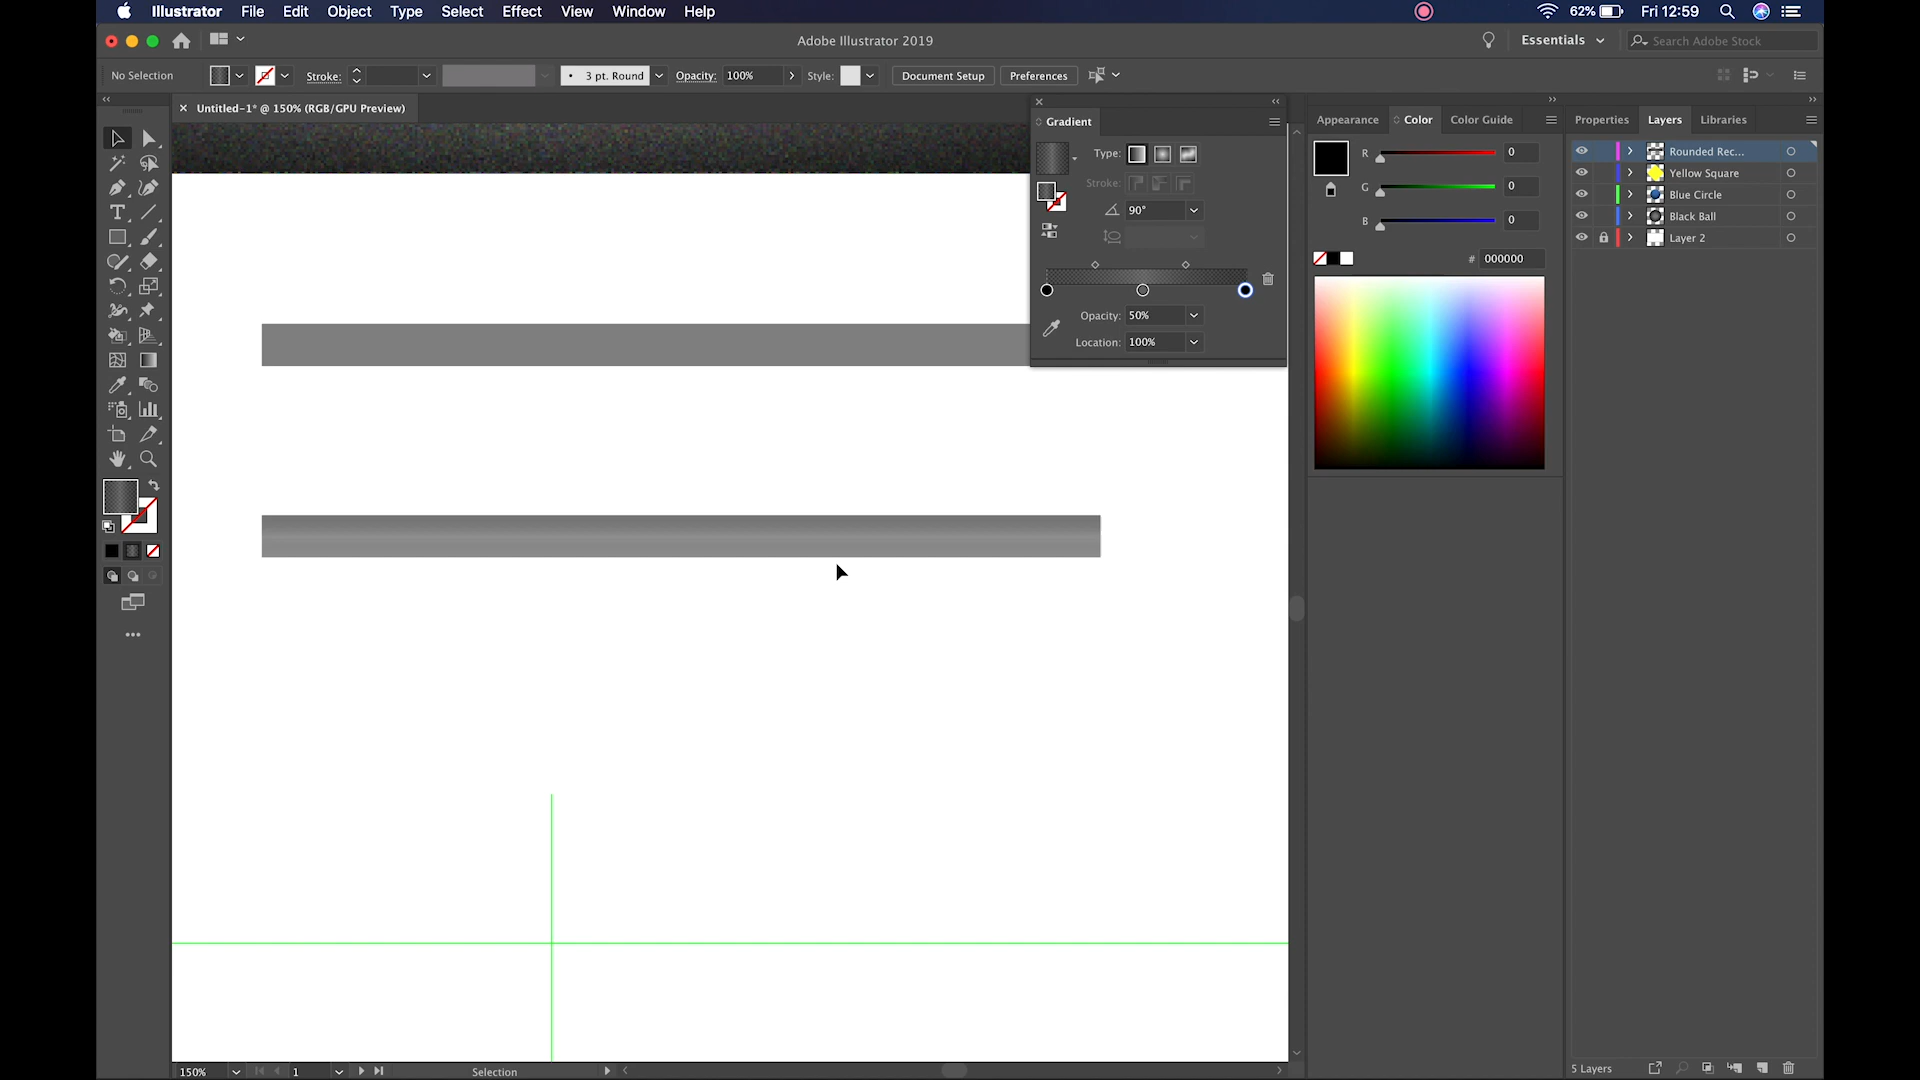 Illustrator File Edit Object Type Select Effect View Window Help 62% Fri 12:59
Adobe Illustrator 2019 Essentials Search Adobe Stock
No Selection Stroke: 3 pt. Round Opacity: 100% Style: Document Setup Preferences
Untitled-1* @ 150% (RGB/GPU Preview)
Gradient
Type:
Stroke:
90°
Opacity: 50%
Location: 100%
Appearance Color Color Guide
R 0
G 0
B 0
# 000000
Properties Layers Libraries
Rounded Rec...
Yellow Square
Blue Circle
Black Ball
Layer 2
150% 1 Selection
5 Layers